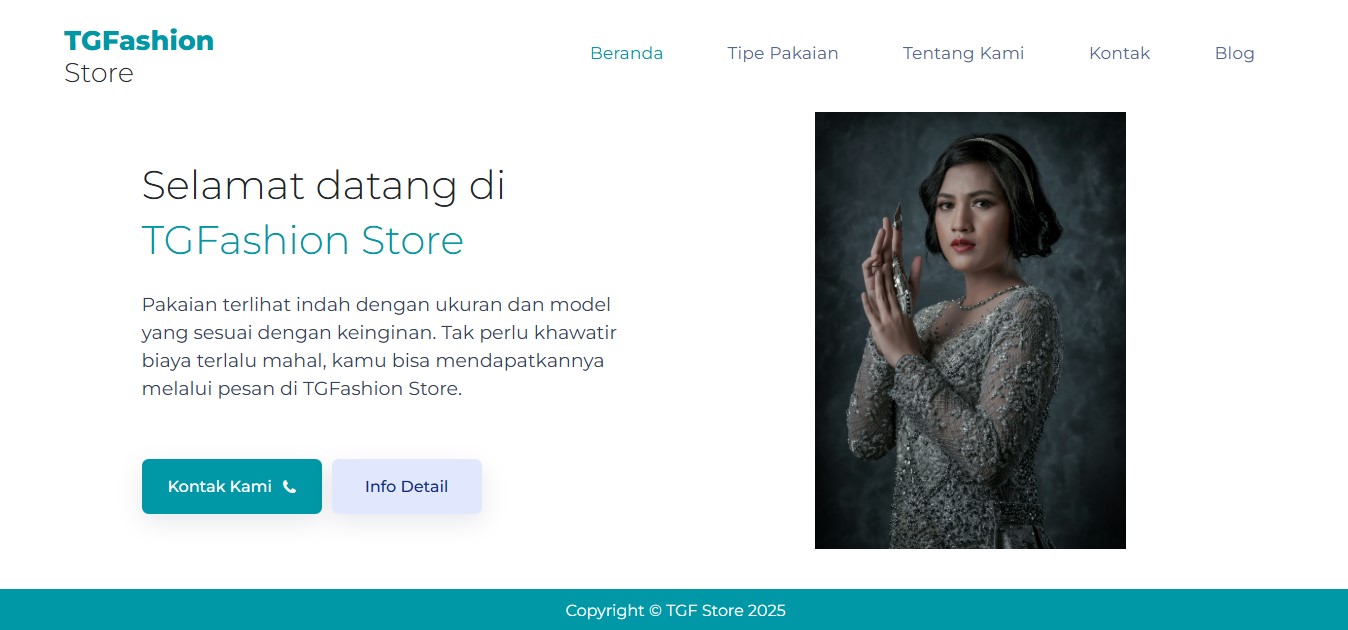 TGFashion
Store
Beranda
Tipe Pakaian
Tentang Kami
Kontak
Blog
Selamat datang di
TGFashion Store
Pakaian terlihat indah dengan ukuran dan model
yang sesuai dengan keinginan. Tak perlu khawatir
biaya terlalu mahal, kamu bisa mendapatkannya
melalui pesan di TGFashion Store.
Kontak Kami
Info Detail
Copyright © TGF Store 2025